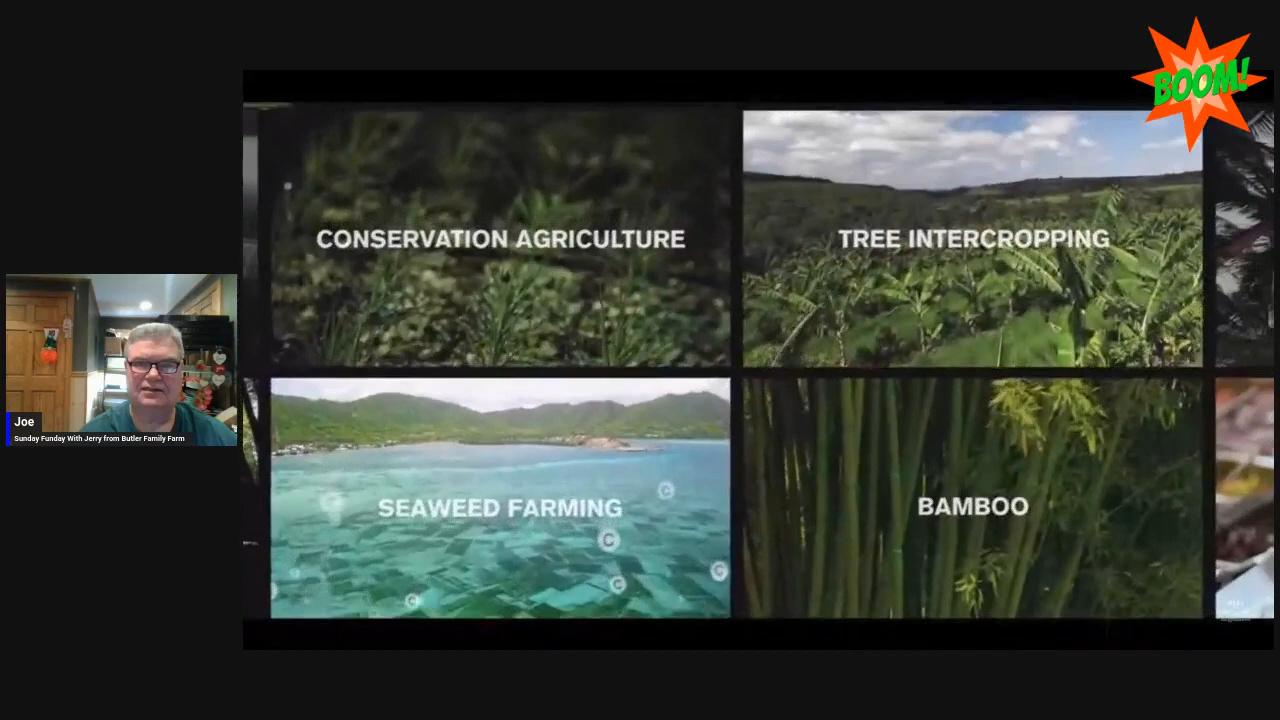 BOOM!
CONSERVATION AGRICULTURE
TREE INTERCROPPING
SEAWEED FARMING
C
C
C
C
C
BAMBOO
Joe
Sunday Funday With Jerry from Butler Family Farm